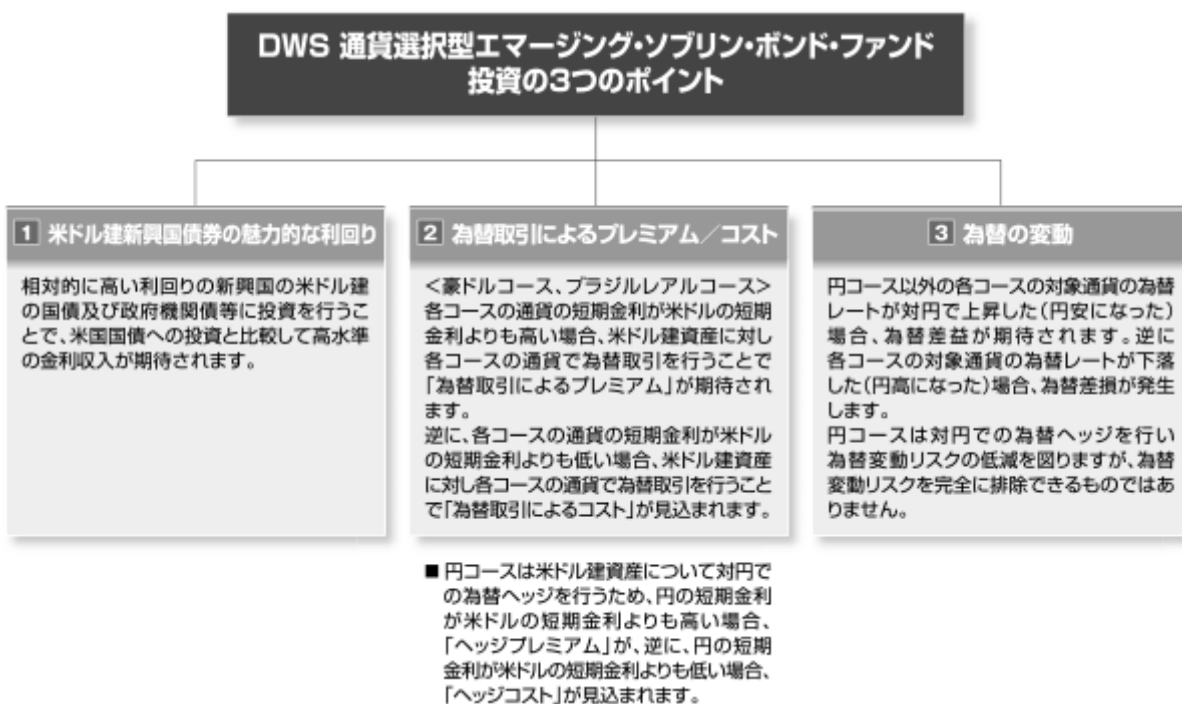 DWS 通貨選択型エマージング・ソブリン・ボンド・ファンド
投資の3つのポイント
1 米ドル建新興国債券の魅力的な利回り
相対的に高い利回りの新興国の米ドル建
の国債及び政府機関債等に投資を行うこ
とで、米国国債への投資と比較して高水準
の金利収入が期待されます。
2 為替取引によるプレミアム／コスト
＜豪ドルコース、ブラジルレアルコース＞
各コースの通貨の短期金利が米ドルの短期
金利よりも高い場合、米ドル建資産に対し
各コースの通貨で為替取引を行うことで
「為替取引によるプレミアム」が期待され
ます。
逆に、各コースの通貨の短期金利が米ドル
の短期金利よりも低い場合、米ドル建資産
に対し各コースの通貨で為替取引を行うこと
で「為替取引によるコスト」が見込まれます。
■ 円コースは米ドル建資産について対円で
の為替ヘッジを行うため、円の短期金利
が米ドルの短期金利よりも高い場合、
「ヘッジプレミアム」が、逆に、円の短期
金利が米ドルの短期金利よりも低い場合、
「ヘッジコスト」が見込まれます。
3 為替の変動
円コース以外の各コースの対象通貨の為替
レートが対円で上昇した（円安になった）
場合、為替差益が期待されます。逆に
各コースの対象通貨の為替レートが下落
した（円高になった）場合、為替差損が発生
します。
円コースは対円での為替ヘッジを行い
為替変動リスクの低減を図りますが、為替
変動リスクを完全に排除できるものではあ
りません。